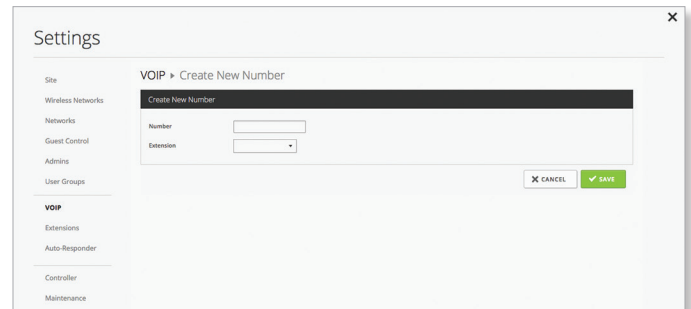 Settings
Site
Wireless Networks
Networks
Guest Control
Admins
User Groups
VOIP
Extensions
Auto-Responder
Controller
Maintenance
VOIP ▸ Create New Number
Create New Number
Number
Extension
CANCEL
SAVE